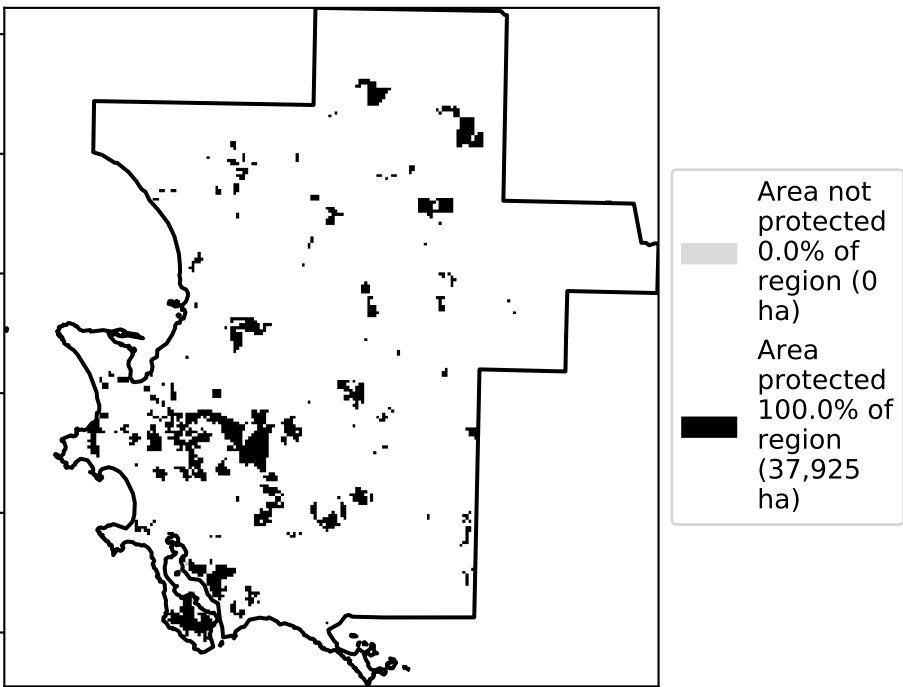 Area not
protected
0.0% of
region (0
ha)
Area
protected
100.0% of
region
(37,925
ha)